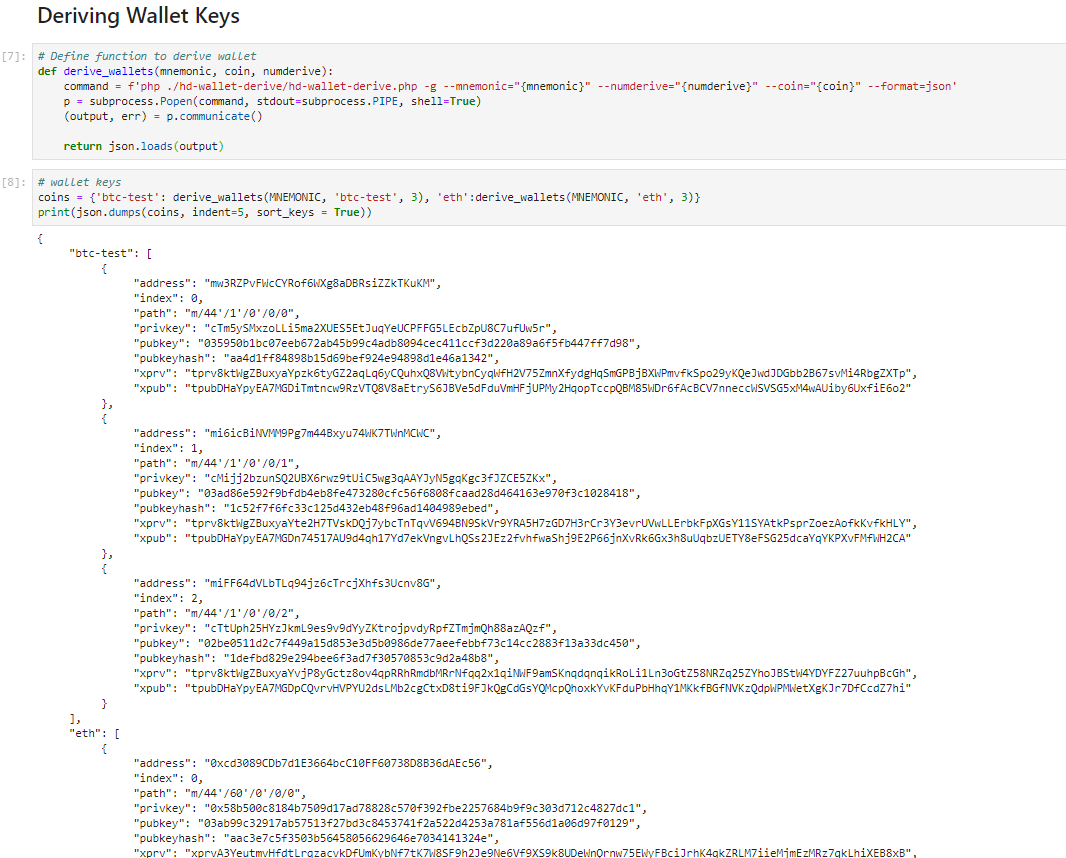 Deriving Wallet Keys
[7]:
# Define function to derive wallet
def derive_wallets(mnemonic, coin, numderive):
    command = f'php ./hd-wallet-derive/hd-wallet-derive.php -g --mnemonic="{mnemonic}" --numderive="{numderive}" --coin="{coin}" --format=json'
    p = subprocess.Popen(command, stdout=subprocess.PIPE, shell=True)
    (output, err) = p.communicate()
    return json.loads(output)
[8]:
# wallet keys
coins = {'btc-test': derive_wallets(MNEMONIC, 'btc-test', 3), 'eth':derive_wallets(MNEMONIC, 'eth', 3)}
print(json.dumps(coins, indent=5, sort_keys = True))
{
     "btc-test": [
          {
               "address": "mw3RZPvFWcCYRof6WXg8aDBRsiZZkTKuKM",
               "index": 0,
               "path": "m/44'/1'/0'/0/0",
               "privkey": "cTm5ySMxzoLLi5ma2XUES5EtJuqYeUCPFFG5LEcbZpU8C7ufUw5r",
               "pubkey": "035950b1bc07eeb672ab45b99c4adb8094cec411ccf3d220a89a6f5fb447ff7d98",
               "pubkeyhash": "aa4d1ff84898b15d69bef924e94898d1e46a1342",
               "xprv": "tprv8ktWgZBuxyaYpzk6tyGZ2aqLq6yCQuhxQ8VWtybnCyqWfH2V75ZmnXfydgHqSmGPBjBXWPmvfkSpo29yKQeJwdJDGbb2B67svMi4RbgZXTp",
               "xpub": "tpubDHaYpyEA7MGDiTmtncw9RzVTQ8V8aEtryS6JBVe5dFduVmHFjUPMy2HqopTccpQBM85WDr6fAcBCV7nneccWSVSG5xM4wAUiby6UxfiE6o2"
          },
          {
               "address": "mi6icBiNVMM9Pg7m44Bxyu74WK7TWnMCWC",
               "index": 1,
               "path": "m/44'/1'/0'/0/1",
               "privkey": "cMijj2bzunSQ2UBX6rwz9tUiC5wg3qAAYJyN5gqKgc3fJZCE5ZKx",
               "pubkey": "03ad86e592f9bfdb4eb8fe473280cfc56f6808fcaad28d464163e970f3c1028418",
               "pubkeyhash": "1c52f7f6fc33c125d432eb48f96ad1404989ebed",
               "xprv": "tprv8ktWgZBuxyaYte2H7TVskDQj7ybcTnTqvV694BN9SkVr9YRA5H7zGD7H3rCr3Y3evrUVwLLErbkFpXGsY11SYAtkPsprZoezAofkKvfkHLY",
               "xpub": "tpubDHaYpyEA7MGDn74517AU9d4qh17Yd7ekVngvLhQSs2JEz2fvhfwaShj9E2P66jnXvRk6Gx3h8uUqbzUETY8eFSG25dcaYqYKPXvFMfWH2CA"
          },
          {
               "address": "miFF64dVLbTLq94jz6cTrcjXhfs3Ucnv8G",
               "index": 2,
               "path": "m/44'/1'/0'/0/2",
               "privkey": "cTtUph25HYzJkmL9es9v9dYyZKtrojpvdyRpfZTmjmQh88azAQzf",
               "pubkey": "02be0511d2c7f449a15d853e3d5b0986de77aeefebbf73c14cc2883f13a33dc450",
               "pubkeyhash": "1defbd829e294bee6f3ad7f30570853c9d2a48b8",
               "xprv": "tprv8ktWgZBuxyaYvjP8yGctz8ov4qpRRhRmdbMRrNfqq2x1qiNWF9amSKnqdqnqikRoLi1Ln3oGtZ58NRZq25ZYhoJBStW4YDYFZ27uuhpBcGh",
               "xpub": "tpubDHaYpyEA7MGDpCQvrvHVPYU2dsLMb2cgCtxD8ti9FJkQgCdGsYQMcpQhoxkYvKFduPbHhqY1MKkfBGfNVKzQdpWPMWetXgKJr7DfCcdZ7hi"
          }
     ],
     "eth": [
          {
               "address": "0xcd3089CDb7d1E3664bcC10FF60738D8B36dAEc56",
               "index": 0,
               "path": "m/44'/60'/0'/0/0",
               "privkey": "0x58b500c8184b7509d17ad78828c570f392fbe2257684b9f9c303d712c4827dc1",
               "pubkey": "03ab99c32917ab57513f27bd3c8453741f2a522d4253a781af556d1a06d97f0129",
               "pubkeyhash": "aac3e7c5f3503b56458056629646e7034141324e",
               "xprv":